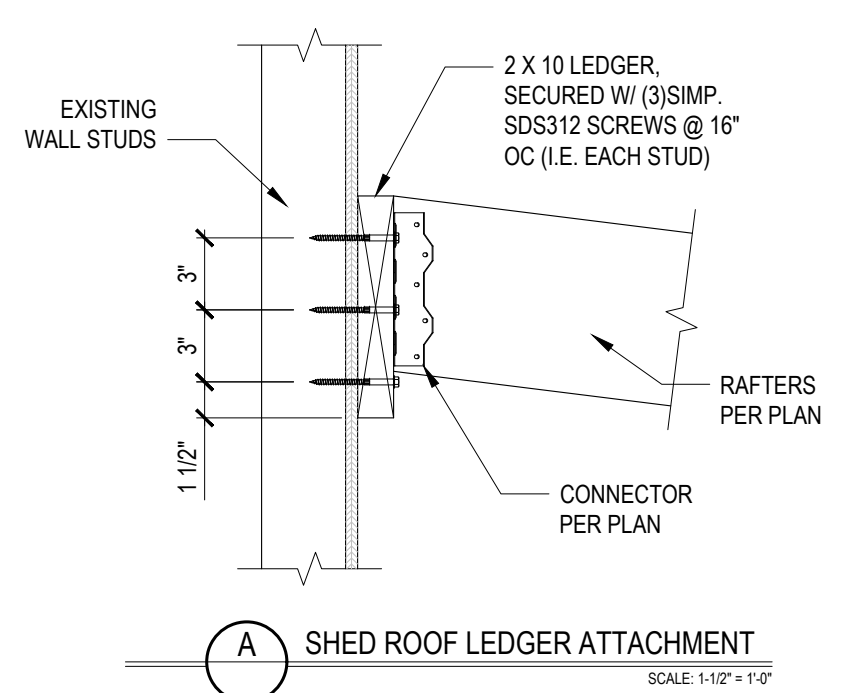 2 X 10 LEDGER,
SECURED W/ (3)SIMP.
SDS312 SCREWS @ 16"
OC (I.E. EACH STUD)
EXISTING
WALL STUDS
3"
3"
1 1/2"
RAFTERS
PER PLAN
CONNECTOR
PER PLAN
A
SHED ROOF LEDGER ATTACHMENT
SCALE: 1-1/2" = 1'-0"